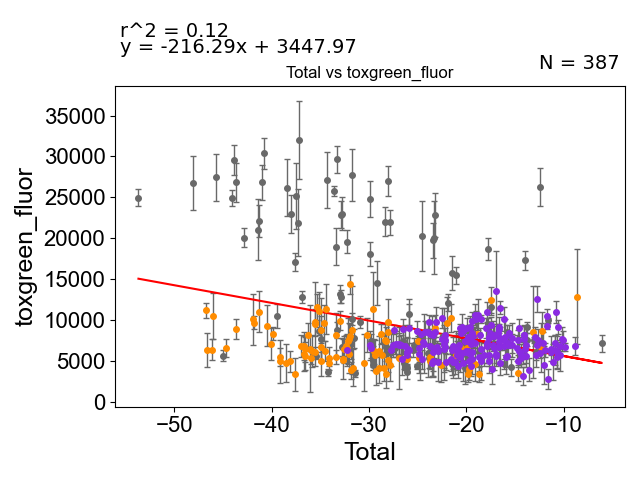 r^2 = 0.12
y = -216.29x + 3447.97
N = 387
Total vs toxgreen_fluor
35000
30000
25000
20000
15000
10000
5000
0
toxgreen_fluor
−50
−40
−30
−20
−10
Total